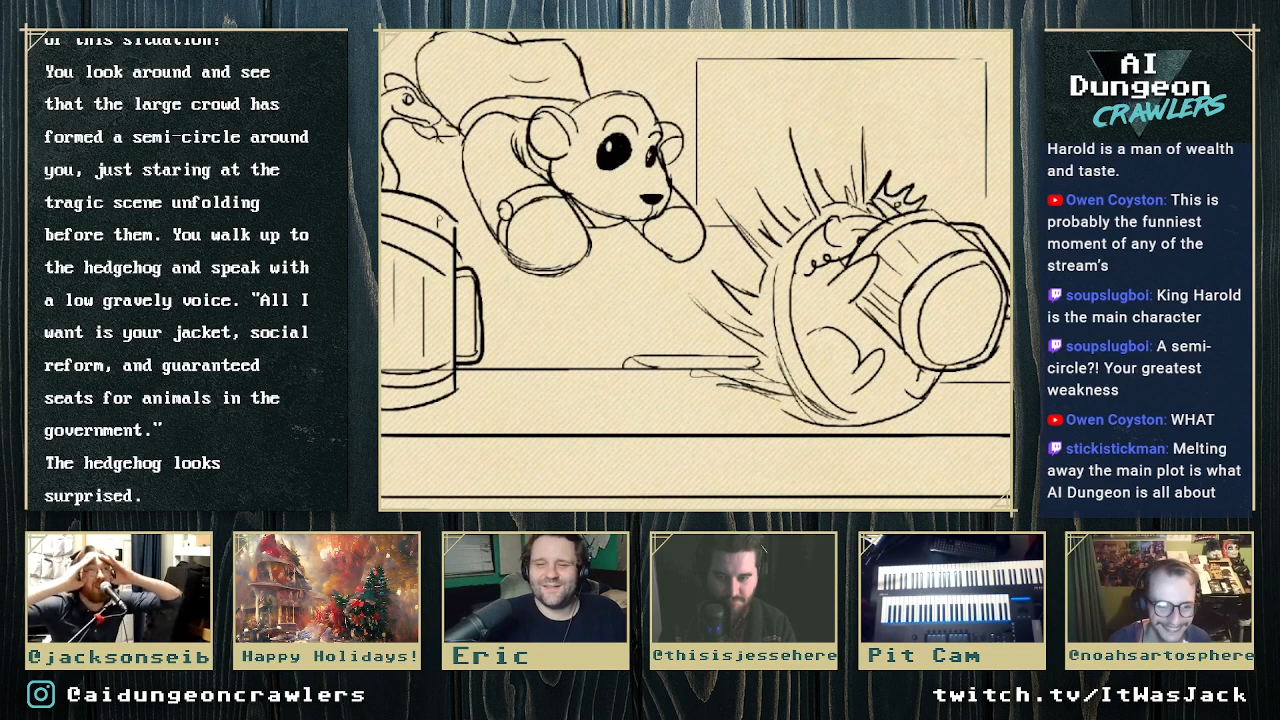 of this situation:
You look around and see
that the large crowd has
formed a semi-circle around
you, just staring at the
tragic scene unfolding
before them. You walk up to
the hedgehog and speak with
a low gravely voice. "All I
want is your jacket, social
reform, and guaranteed
seats for animals in the
government."
The hedgehog looks
surprised.
AI
Dungeon
CRAWLERS
Harold is a man of wealth
and taste.
Owen Coyston: This is
probably the funniest
moment of any of the
stream's
soupslugboi: King Harold
is the main character
soupslugboi: A semi-
circle?! Your greatest
weakness
Owen Coyston: WHAT
stickistickman: Melting
away the main plot is what
AI Dungeon is all about
@jacksonseib
Happy Holidays!
Eric
@thisisjessehere
Pit Cam
@noahsartosphere
@aidungeoncrawlers
twitch.tv/ItWasJack